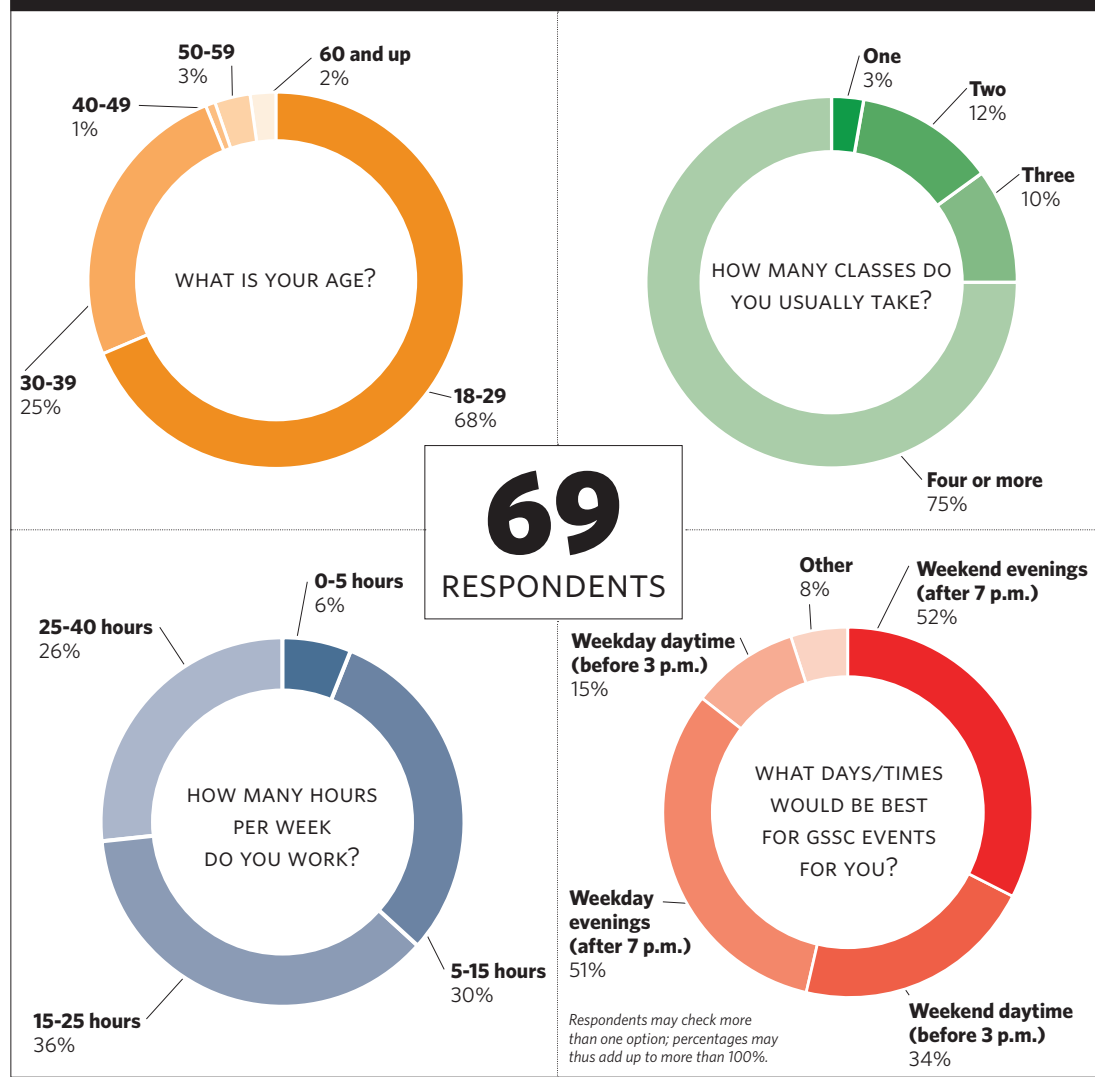 50-59
3%
60 and up
2%
40-49
1%
WHAT IS YOUR AGE?
30-39
25%
18-29
68%
One
3%
Two
12%
Three
10%
HOW MANY CLASSES DO
YOU USUALLY TAKE?
Four or more
75%
69
RESPONDENTS
0-5 hours
6%
25-40 hours
26%
HOW MANY HOURS
PER WEEK
DO YOU WORK?
5-15 hours
30%
15-25 hours
36%
Other
8%
Weekend evenings
(after 7 p.m.)
52%
Weekday daytime
(before 3 p.m.)
15%
WHAT DAYS/TIMES
WOULD BE BEST
FOR GSSC EVENTS
FOR YOU?
Weekday
evenings
(after 7 p.m.)
51%
Weekend daytime
(before 3 p.m.)
34%
Respondents may check more
than one option; percentages may
thus add up to more than 100%.